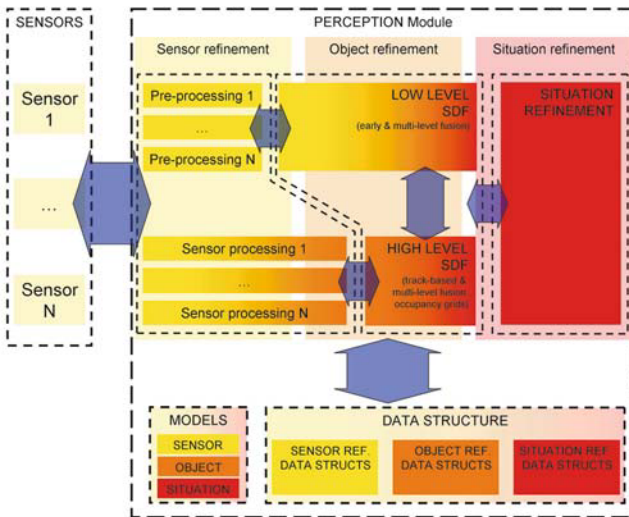 SENSORS
PERCEPTION Module
Sensor refinement
Object refinement
Situation refinement
Sensor
1
...
Sensor
N
Pre-processing 1
...
Pre-processing N
LOW LEVEL
SDF
(early & multi-level fusion)
SITUATION
REFINEMENT
Sensor processing 1
...
Sensor processing N
HIGH LEVEL
SDF
(track-based &
multi-level fusion
occupancy grids)
MODELS
SENSOR
OBJECT
SITUATION
DATA STRUCTURE
SENSOR REF.
DATA STRUCTS
OBJECT REF.
DATA STRUCTS
SITUATION REF.
DATA STRUCTS